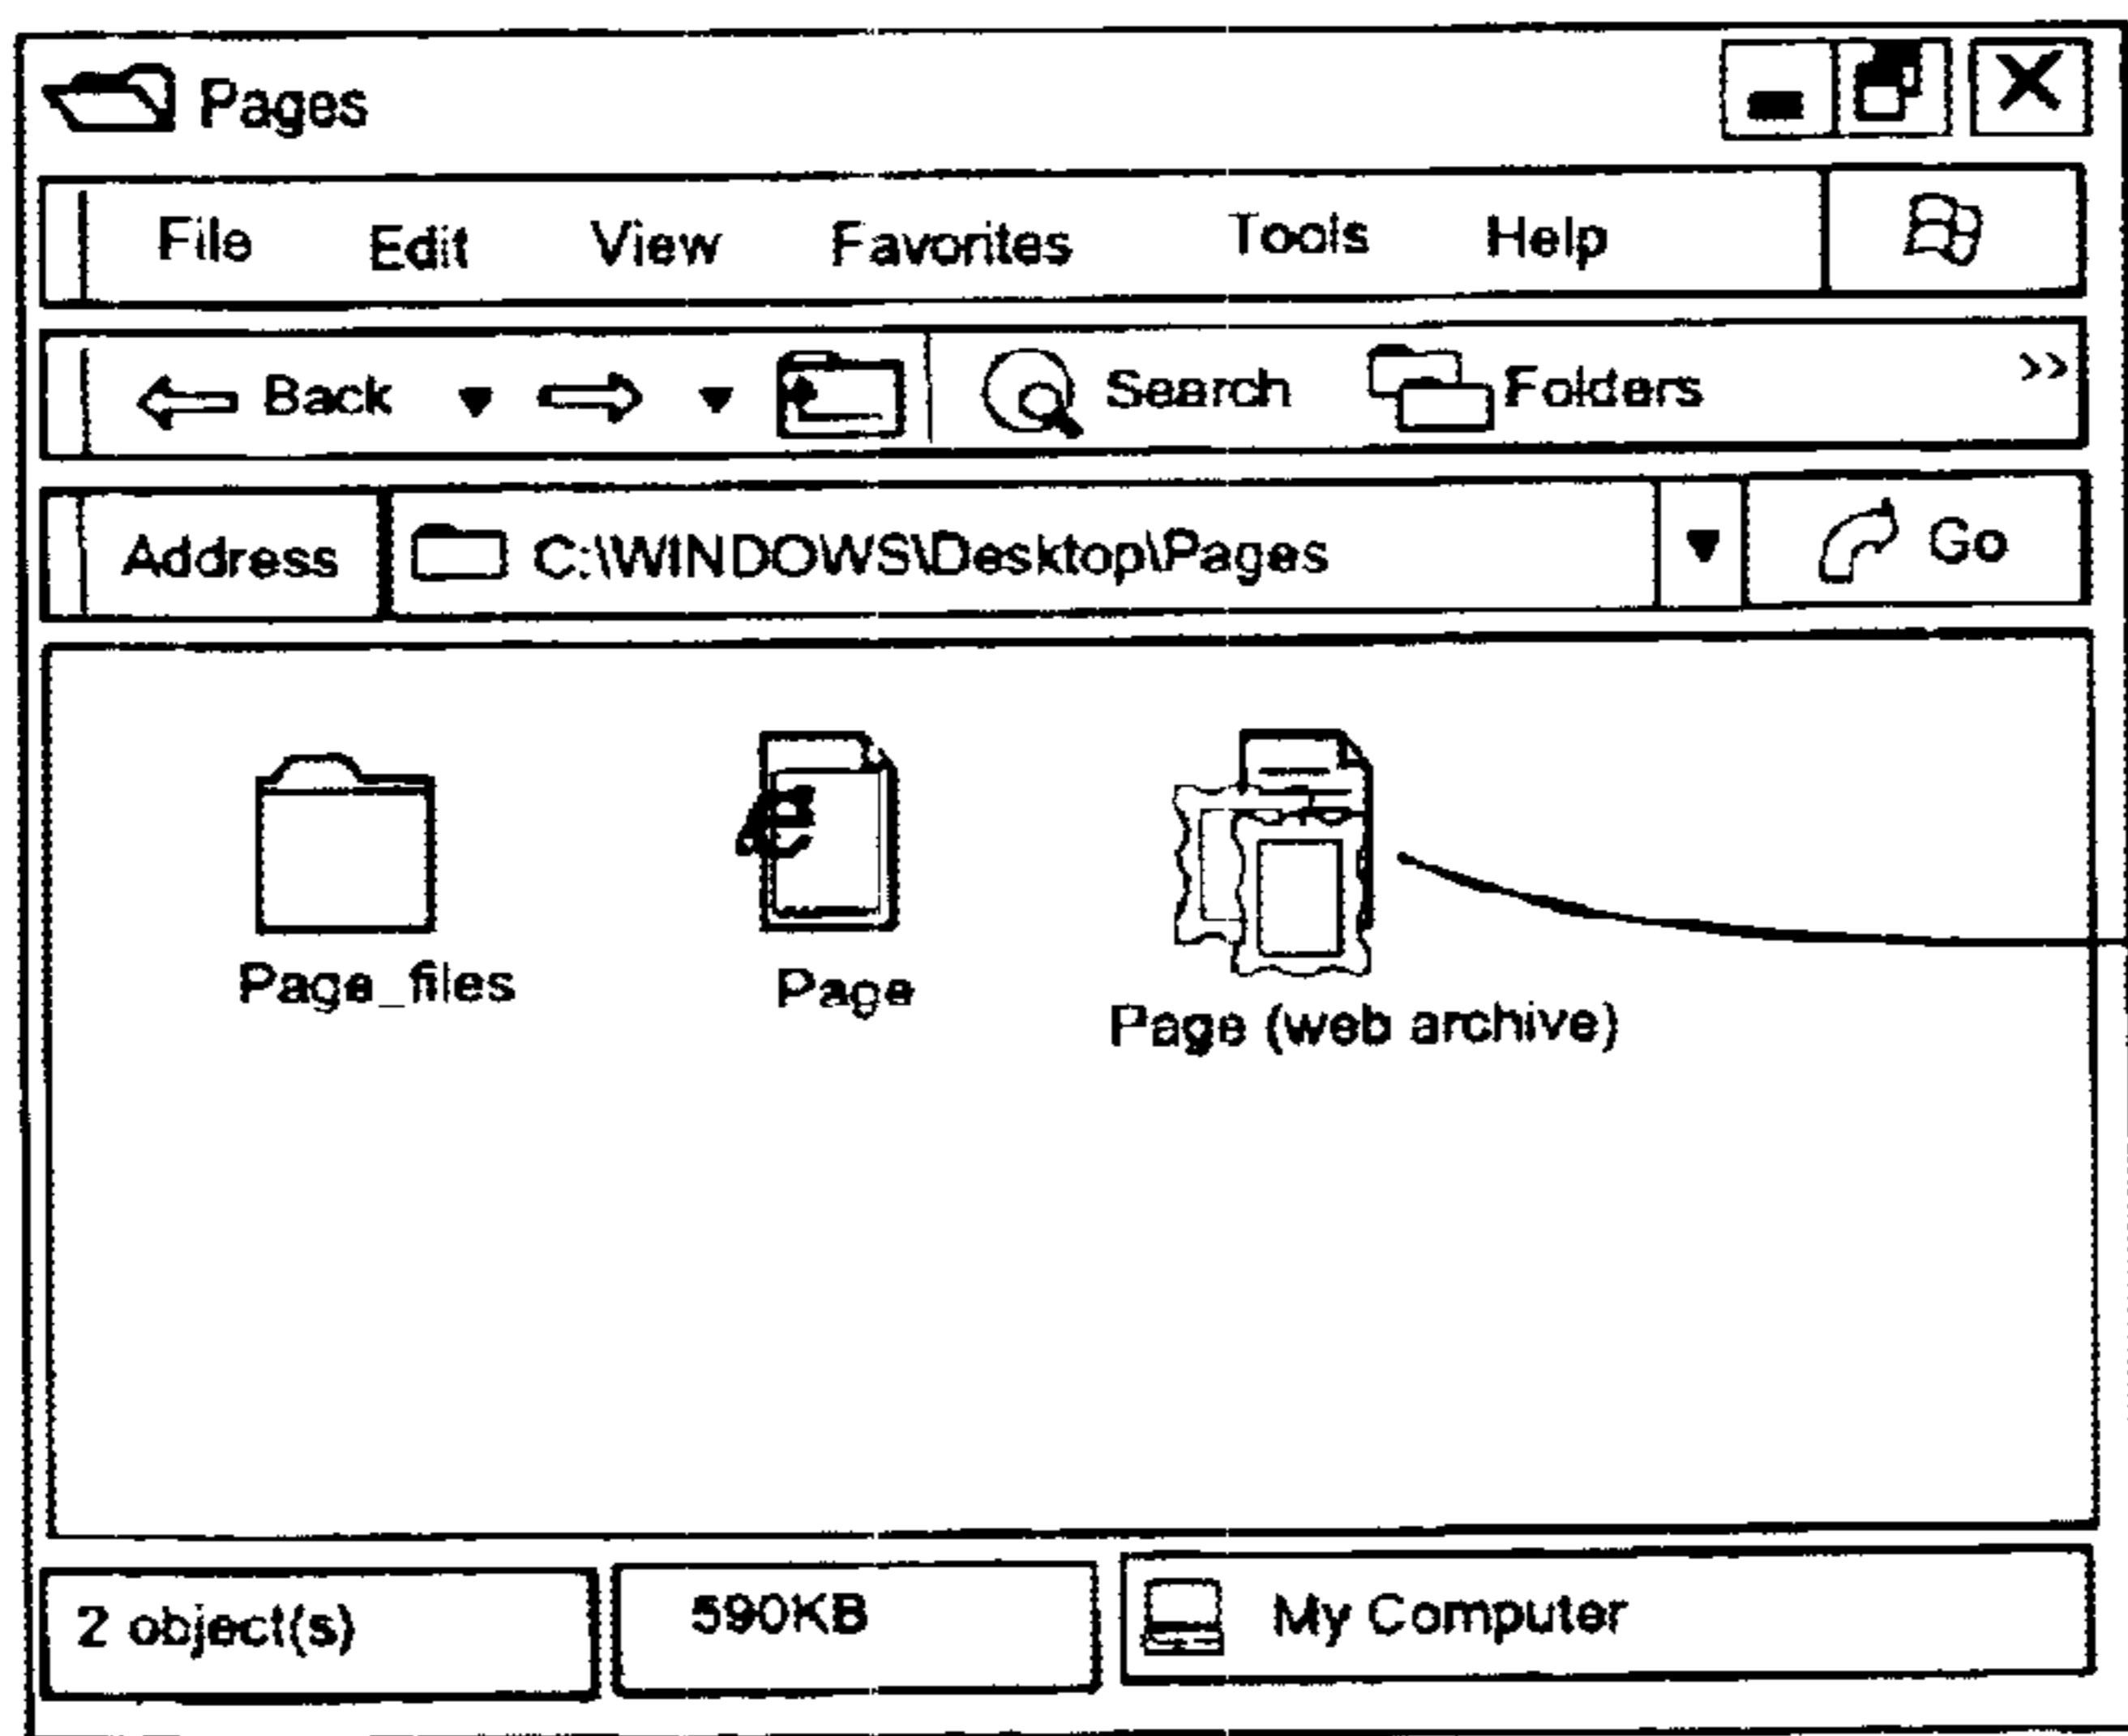 Pages
File Edit View Favorites Tools Help
Back Search Folders »
Address C:\WINDOWS\Desktop\Pages Go
Page_files Page Page (web archive)
2 object(s) 590KB My Computer